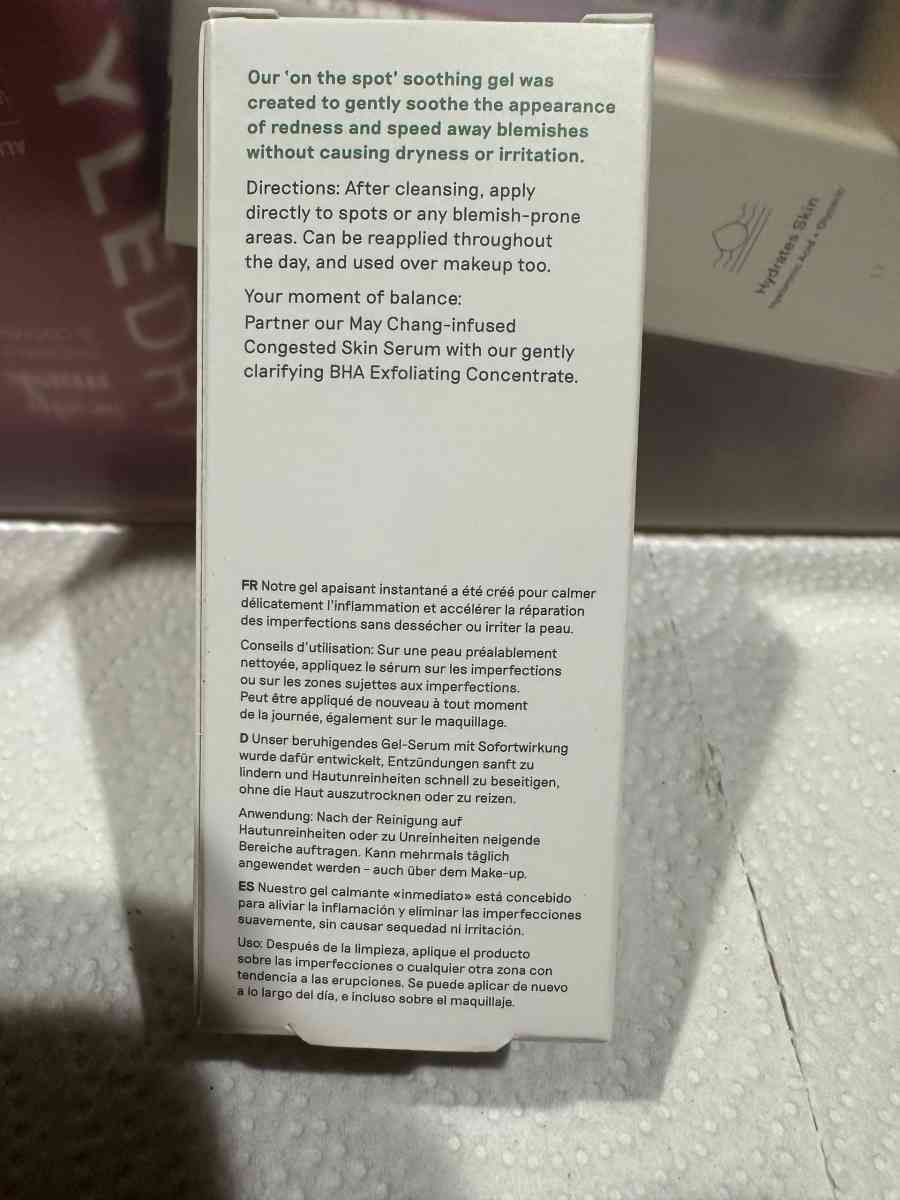 Our 'on the spot' soothing gel was
created to gently soothe the appearance
of redness and speed away blemishes
without causing dryness or irritation.
Directions: After cleansing, apply
directly to spots or any blemish-prone
areas. Can be reapplied throughout
the day, and used over makeup too.
Your moment of balance:
Partner our May Chang-infused
Congested Skin Serum with our gently
clarifying BHA Exfoliating Concentrate.
FR Notre gel apaisant instantané a été créé pour calmer
délicatement l'inflammation et accélérer la réparation
des imperfections sans dessécher ou irriter la peau.
Conseils d'utilisation: Sur une peau préalablement
nettoyée, appliquez le sérum sur les imperfections
ou sur les zones sujettes aux imperfections.
Peut être appliqué de nouveau à tout moment
de la journée, également sur le maquillage.
D Unser beruhigendes Gel-Serum mit Sofortwirkung
wurde dafür entwickelt, Entzündungen sanft zu
lindern und Hautunreinheiten schnell zu beseitigen,
ohne die Haut auszutrocknen oder zu reizen.
Anwendung: Nach der Reinigung auf
Hautunreinheiten oder zu Unreinheiten neigende
Bereiche auftragen. Kann mehrmals täglich
angewendet werden – auch über dem Make-up.
ES Nuestro gel calmante «inmediato» está concebido
para aliviar la inflamación y eliminar las imperfecciones
suavemente, sin causar sequedad ni irritación.
Uso: Después de la limpieza, aplique el producto
sobre las imperfecciones o cualquier otra zona con
tendencia a las erupciones. Se puede aplicar de nuevo
a lo largo del día, e incluso sobre el maquillaje.
Hydrates Skin
Hyaluronic Acid + Glycerin
YLED